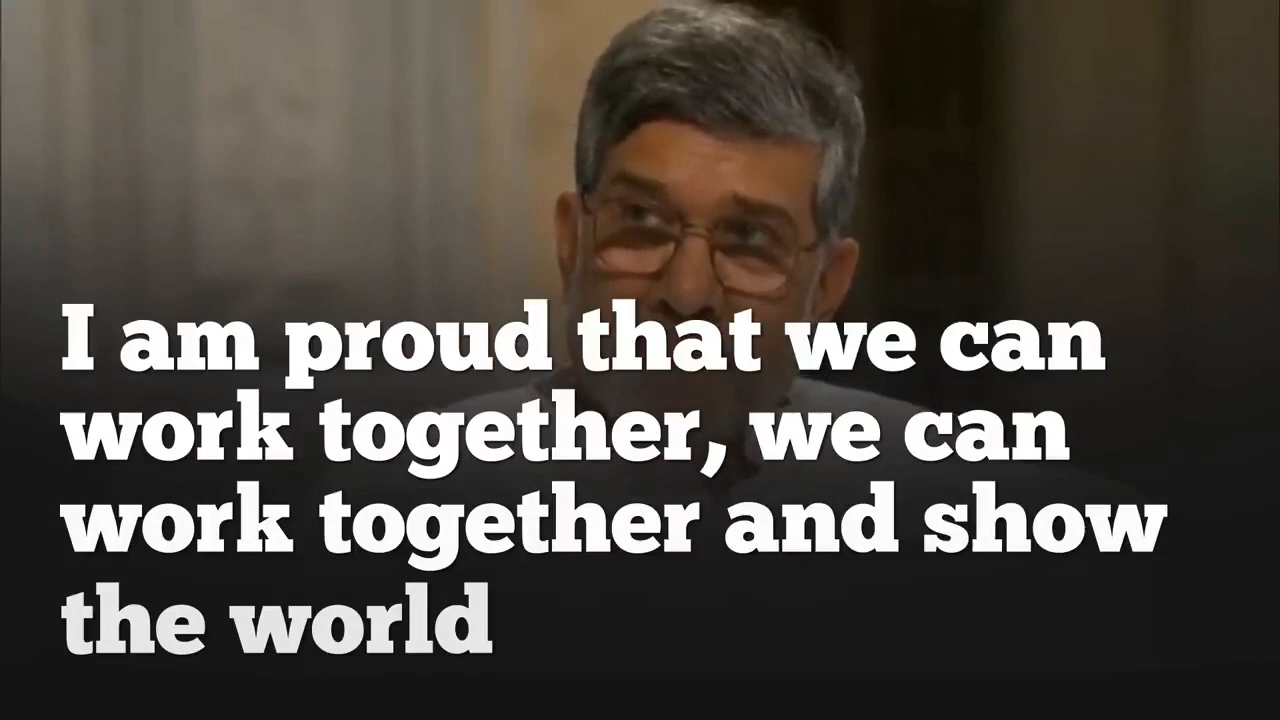 I am proud that we can
work together, we can
work together and show
the world